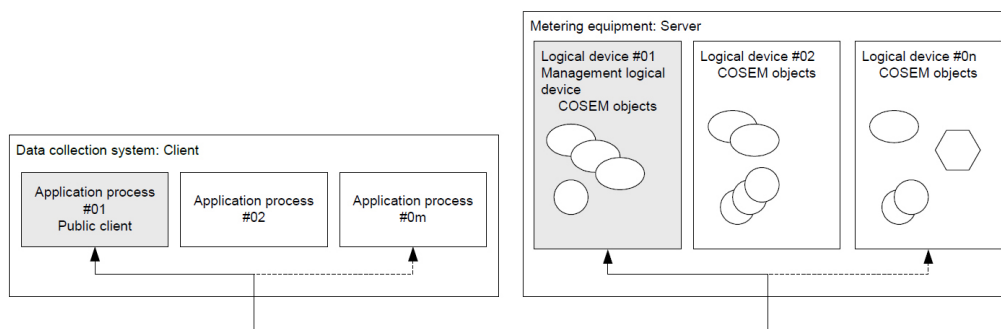 Metering equipment: Server
Logical device #01
Management logical
device
COSEM objects
Logical device #02
COSEM objects
Logical device #0n
COSEM objects
Data collection system: Client
Application process
#01
Public client
Application process
#02
Application process
#0m